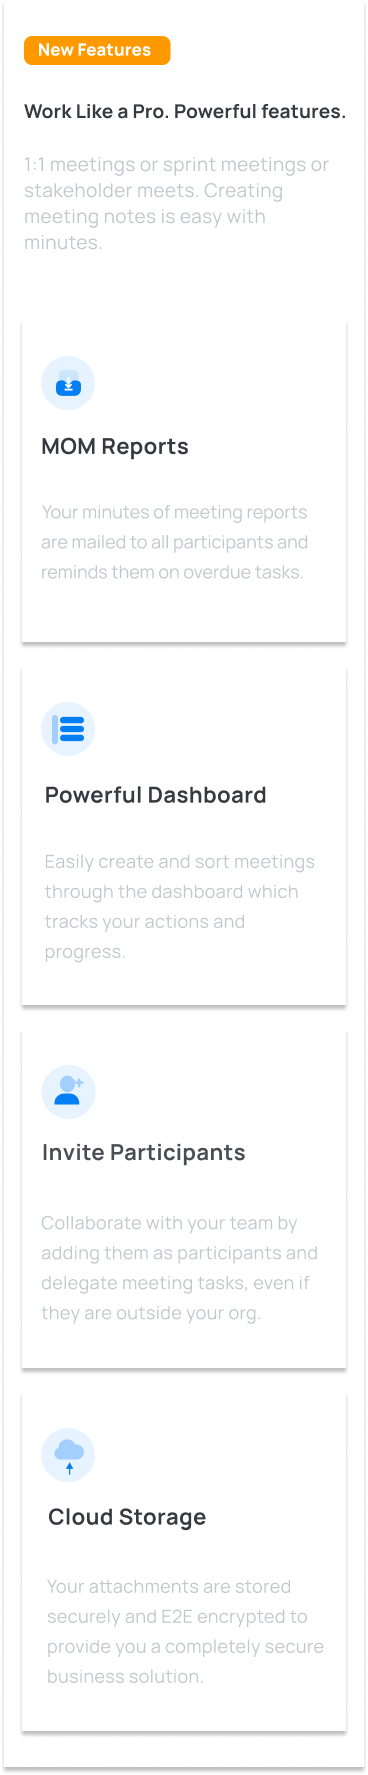 New Features
Work Like a Pro. Powerful features.
1:1 meetings or sprint meetings or
stakeholder meets. Creating
meeting notes is easy with
minutes.
MOM Reports
Your minutes of meeting reports
are mailed to all participants and
reminds them on overdue tasks.
Powerful Dashboard
Easily create and sort meetings
through the dashboard which
tracks your actions and
progress.
Invite Participants
Collaborate with your team by
adding them as participants and
delegate meeting tasks, even if
they are outside your org.
Cloud Storage
Your attachments are stored
securely and E2E encrypted to
provide you a completely secure
business solution.